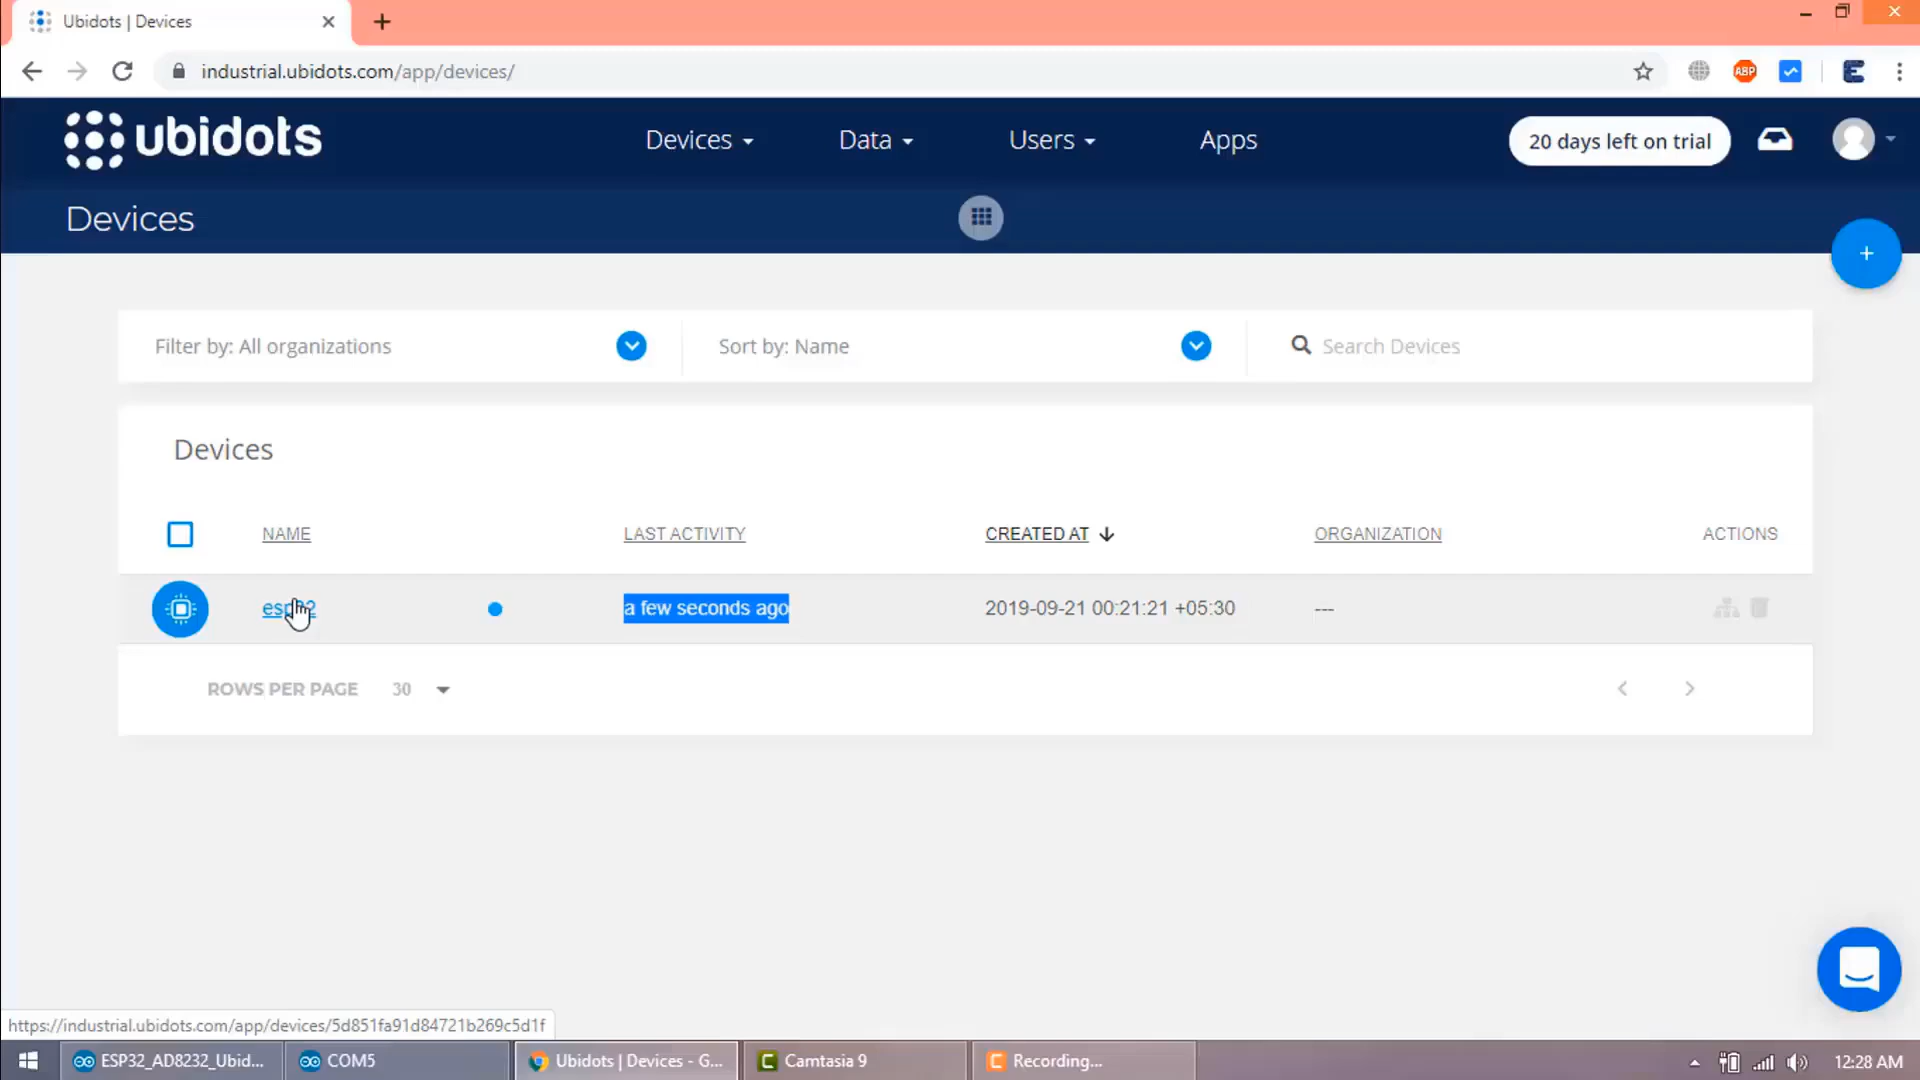 Ubidots | Devices
industrial.ubidots.com/app/devices/
ABP
ubidots
Devices
Data
Users
Apps
20 days left on trial
Devices
Filter by: All organizations
Sort by: Name
Search Devices
Devices
NAME
LAST ACTIVITY
CREATED AT
ORGANIZATION
ACTIONS
esp32
a few seconds ago
2019-09-21 00:21:21 +05:30
---
ROWS PER PAGE
30
https://industrial.ubidots.com/app/devices/5d851fa91d84721b269c5d1f
ESP32_AD8232_Ubid...
COM5
Ubidots | Devices - G...
Camtasia 9
Recording...
12:28 AM